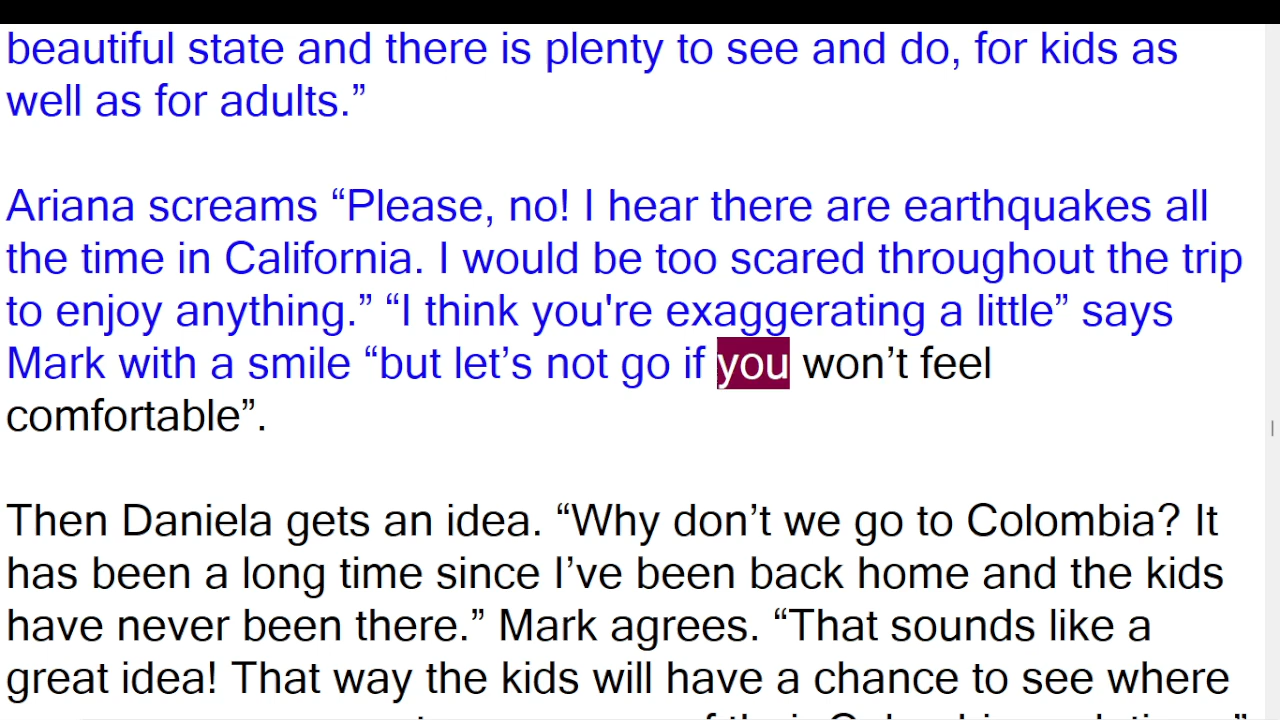 beautiful state and there is plenty to see and do, for kids as
well as for adults.”
Ariana screams “Please, no! I hear there are earthquakes all
the time in California. I would be too scared throughout the trip
to enjoy anything.” “I think you're exaggerating a little” says
Mark with a smile “but let’s not go if you won’t feel
comfortable”.
Then Daniela gets an idea. “Why don’t we go to Colombia? It
has been a long time since I’ve been back home and the kids
have never been there.” Mark agrees. “That sounds like a
great idea! That way the kids will have a chance to see where